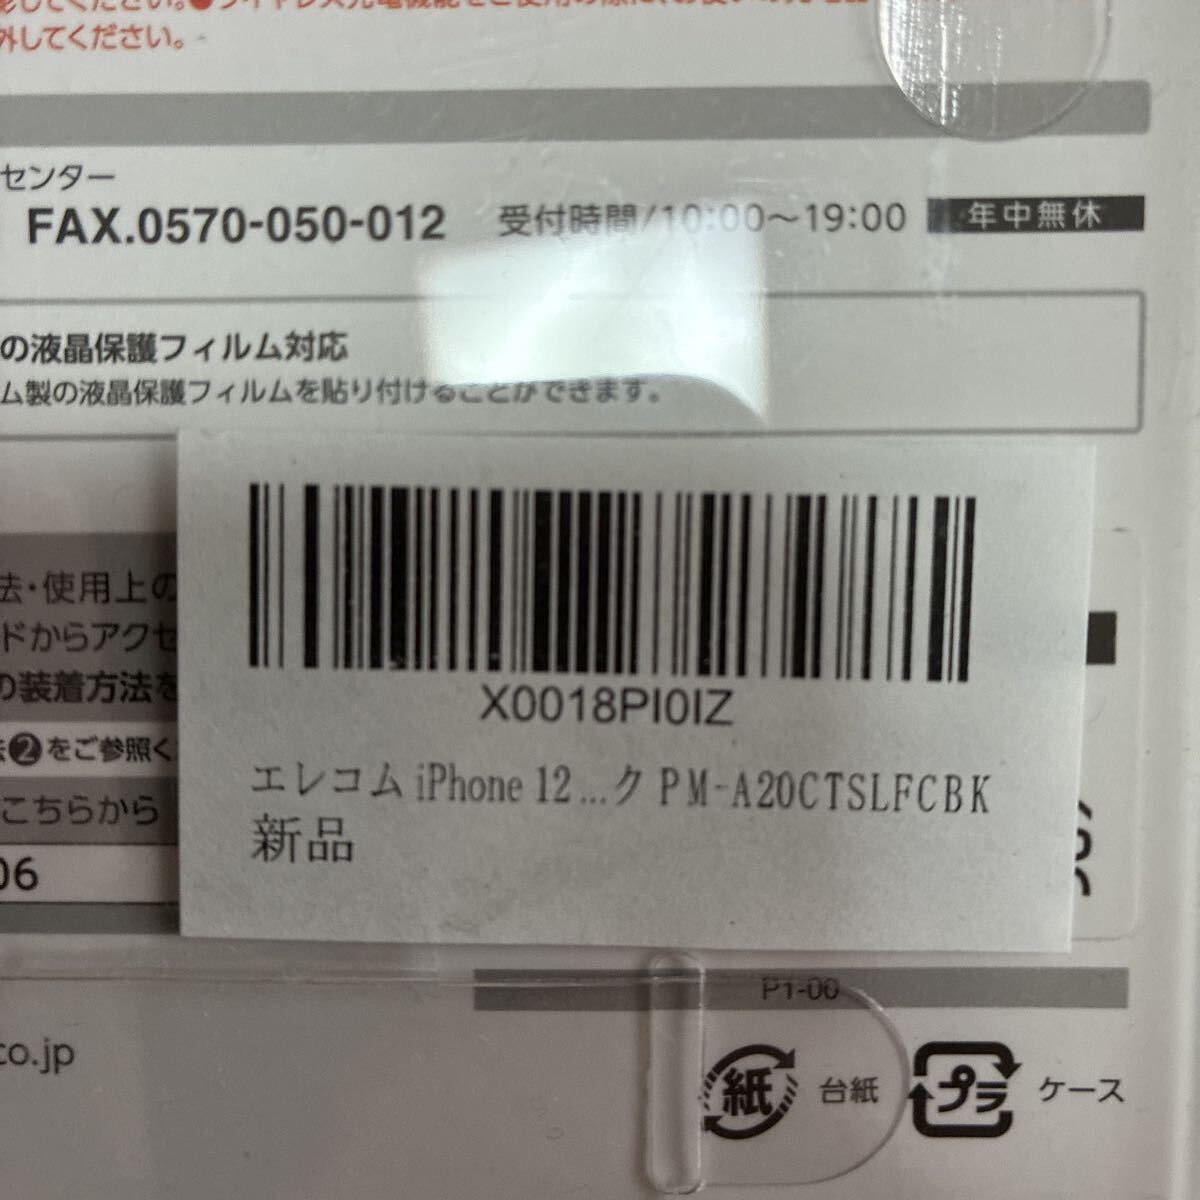 外してください。
センター
FAX.0570-050-012 受付時間/10:00〜19:00 年中無休
の液晶保護フィルム対応
ム製の液晶保護フィルムを貼り付けることができます。
法・使用上の
ドからアクセ
の装着方法を
法❷をご参照く
こちらから
06
X0018PI0IZ
エレコム iPhone 12 ...ク PM-A20CTSLFCBK
新品
P1-00
co.jp
紙 台紙 プラ ケース